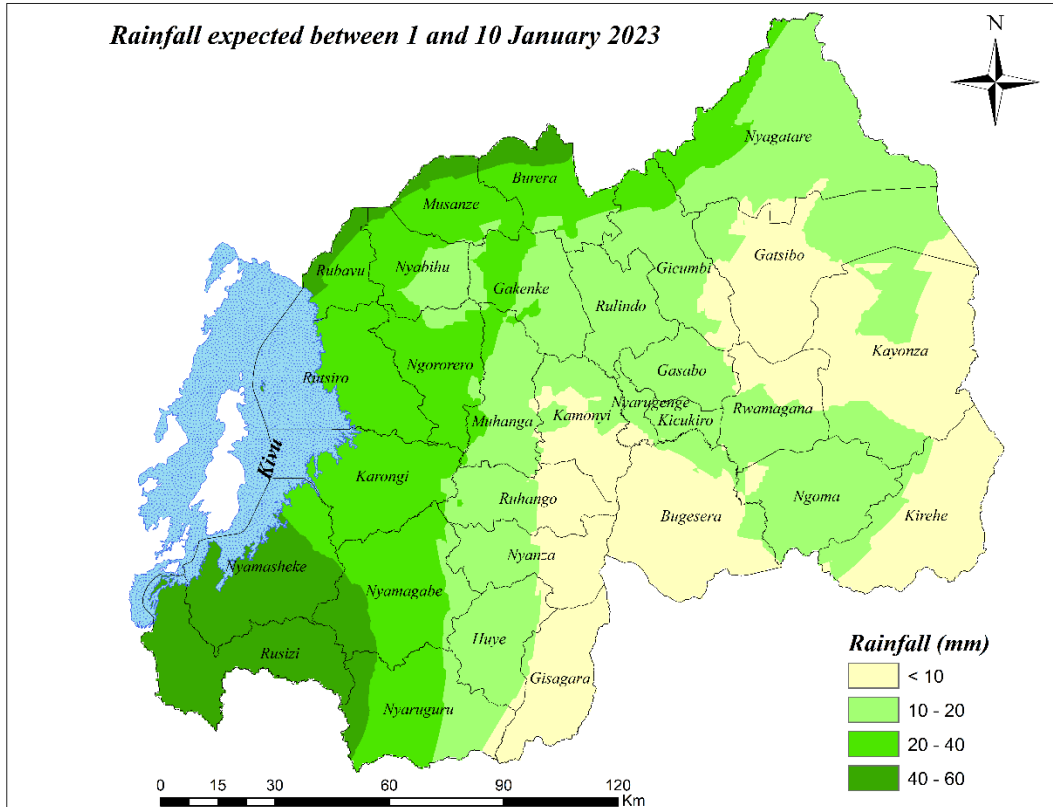 Rainfall expected between 1 and 10 January 2023
N
Nyagatare
Burera
Musanze
Rubavu
Nyabihu
Gakenke
Rulindo
Gicumbi
Gatsibo
Kayonza
Rutsiro
Ngororero
Gasabo
Muhanga
Kamonyi
Nyarugenge
Kicukiro
Rwamagana
Kivu
Karongi
Ruhango
Bugesera
Ngoma
Kirehe
Nyamasheke
Nyamagabe
Nyanza
Rusizi
Huye
Gisagara
Nyaruguru
Rainfall (mm)
< 10
10 - 20
20 - 40
40 - 60
0 15 30 60 90 120
Km